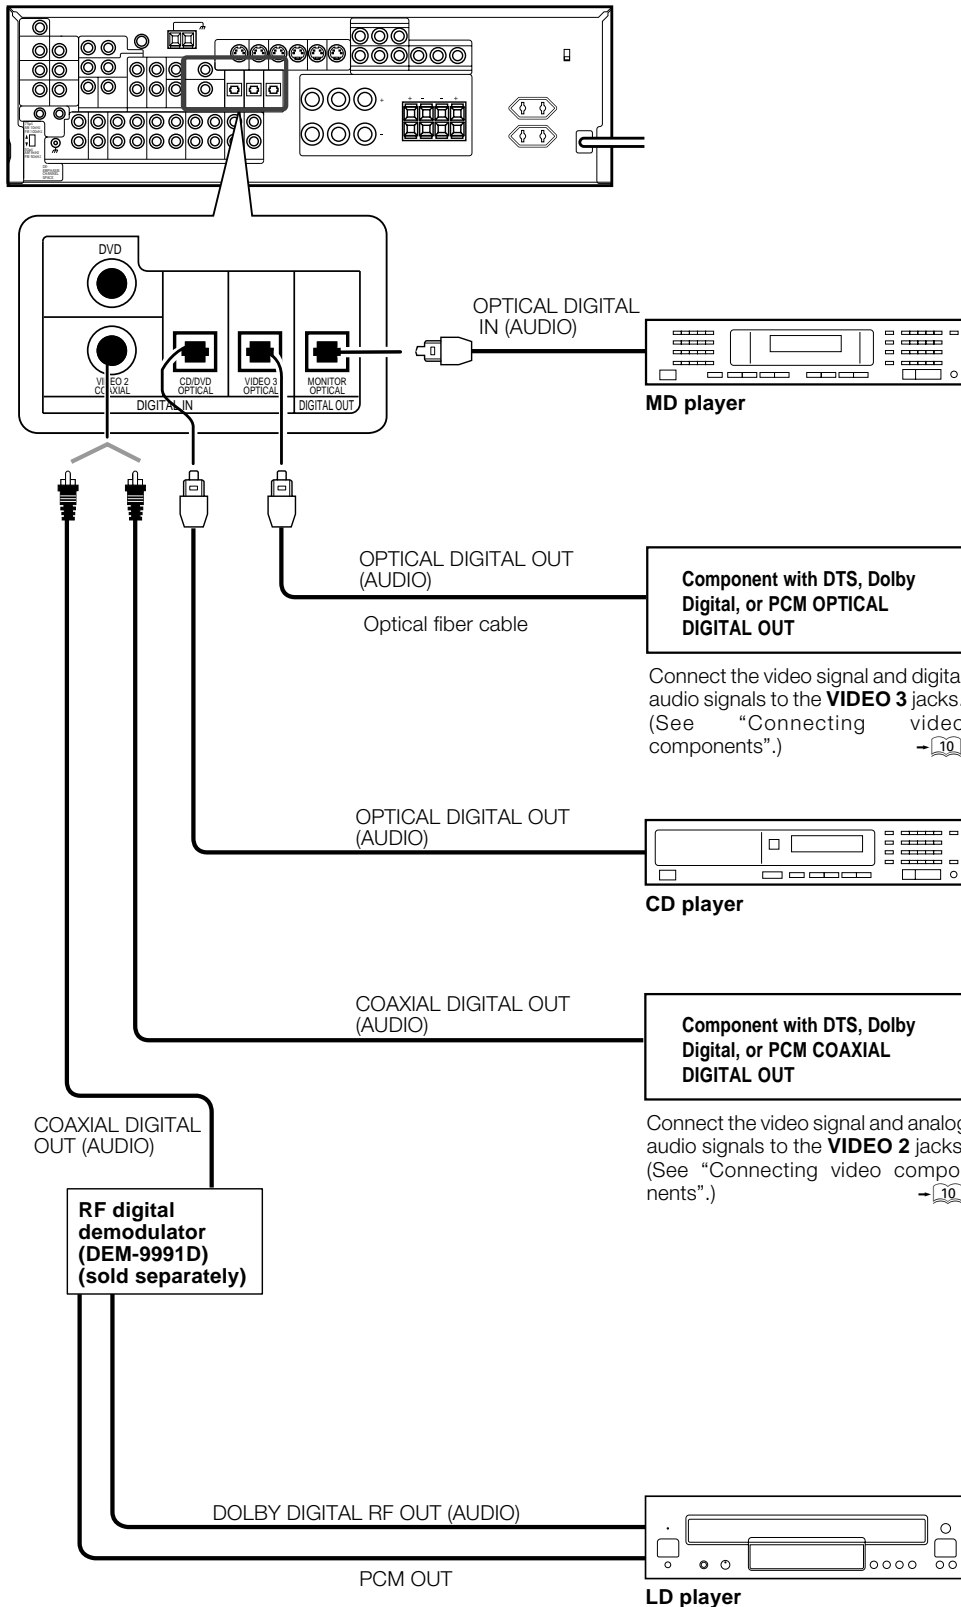 DVD
VIDEO 2
COAXIAL
CD/DVD
OPTICAL
VIDEO 3
OPTICAL
MONITOR
OPTICAL
DIGITAL IN
DIGITAL OUT
OPTICAL DIGITAL
IN (AUDIO)
MD player
OPTICAL DIGITAL OUT
(AUDIO)
Optical fiber cable
Component with DTS, Dolby
Digital, or PCM OPTICAL
DIGITAL OUT
Connect the video signal and digita
audio signals to the VIDEO 3 jacks.
(See “Connecting video
components”.)
10
OPTICAL DIGITAL OUT
(AUDIO)
CD player
COAXIAL DIGITAL OUT
(AUDIO)
Component with DTS, Dolby
Digital, or PCM COAXIAL
DIGITAL OUT
Connect the video signal and analog
audio signals to the VIDEO 2 jacks
(See “Connecting video compo
nents”.)
10
COAXIAL DIGITAL
OUT (AUDIO)
RF digital
demodulator
(DEM-9991D)
(sold separately)
DOLBY DIGITAL RF OUT (AUDIO)
PCM OUT
LD player